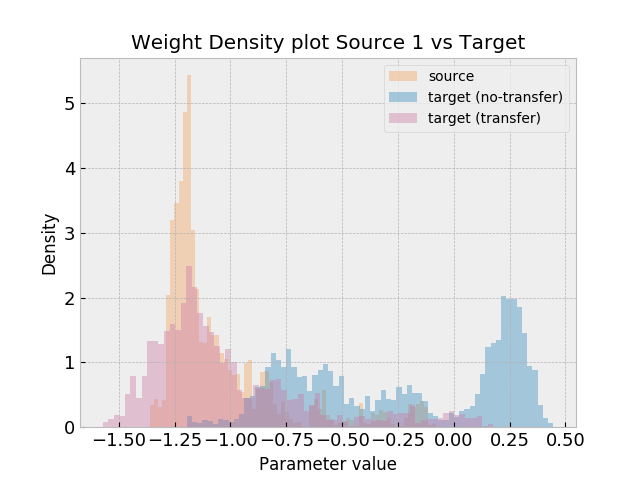 Weight Density plot Source 1 vs Target
source
target (no-transfer)
target (transfer)
Density
5
4
3
2
1
0
−1.50 −1.25 −1.00 −0.75 −0.50 −0.25 0.00 0.25 0.50
Parameter value